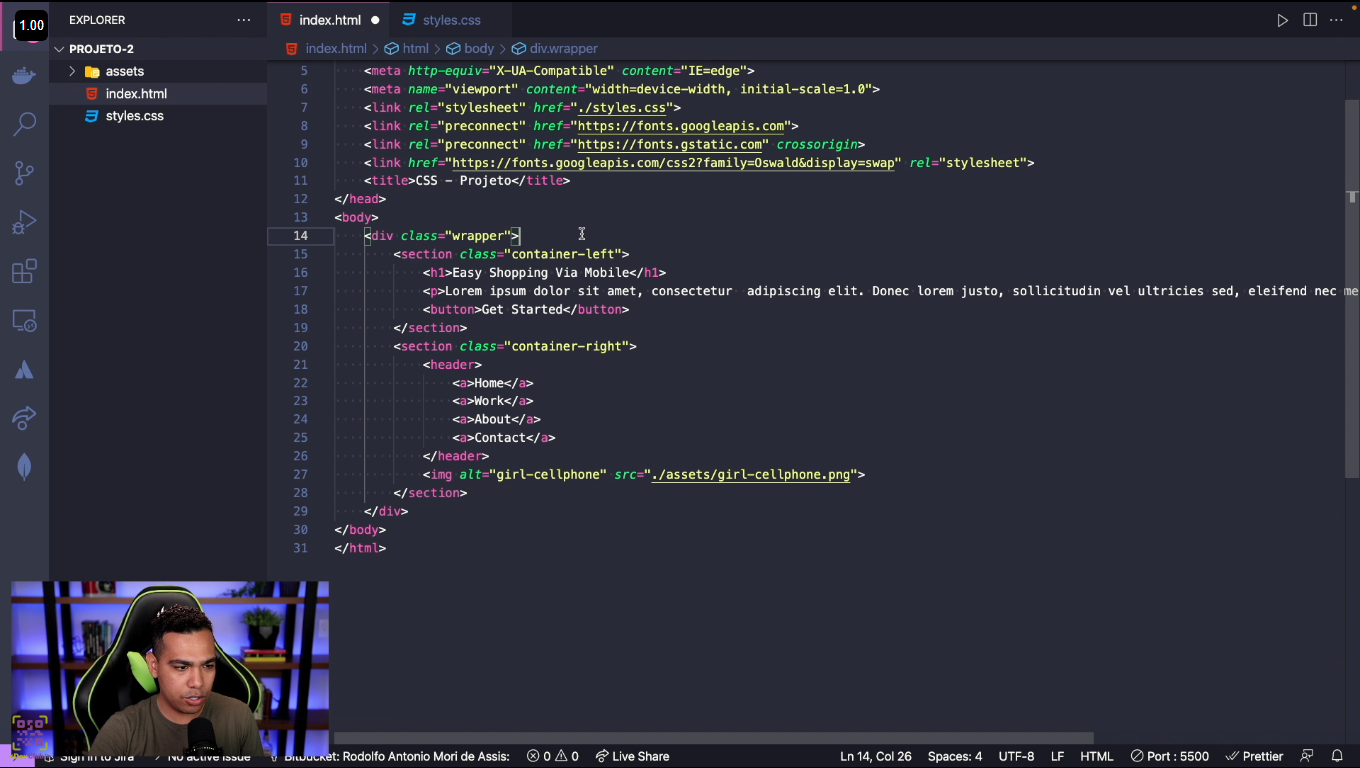 1.00
EXPLORER
index.html
styles.css
PROJETO-2
index.html
html
body
div.wrapper
assets
index.html
styles.css
5 <meta http-equiv="X-UA-Compatible" content="IE=edge">
6 <meta name="viewport" content="width=device-width, initial-scale=1.0">
7 <link rel="stylesheet" href="./styles.css">
8 <link rel="preconnect" href="https://fonts.googleapis.com">
9 <link rel="preconnect" href="https://fonts.gstatic.com" crossorigin>
10 <link href="https://fonts.googleapis.com/css2?family=Oswald&display=swap" rel="stylesheet">
11 <title>CSS - Projeto</title>
12 </head>
13 <body>
14 <div class="wrapper">
15 <section class="container-left">
16 <h1>Easy Shopping Via Mobile</h1>
17 <p>Lorem ipsum dolor sit amet, consectetur  adipiscing elit. Donec lorem justo, sollicitudin vel ultricies sed, eleifend nec me
18 <button>Get Started</button>
19 </section>
20 <section class="container-right">
21 <header>
22 <a>Home</a>
23 <a>Work</a>
24 <a>About</a>
25 <a>Contact</a>
26 </header>
27 <img alt="girl-cellphone" src="./assets/girl-cellphone.png">
28 </section>
29 </div>
30 </body>
31 </html>
Sign in to Jira No active issue Bitbucket: Rodolfo Antonio Mori de Assis: 0 0 Live Share Ln 14, Col 26 Spaces: 4 UTF-8 LF HTML Port : 5500 Prettier